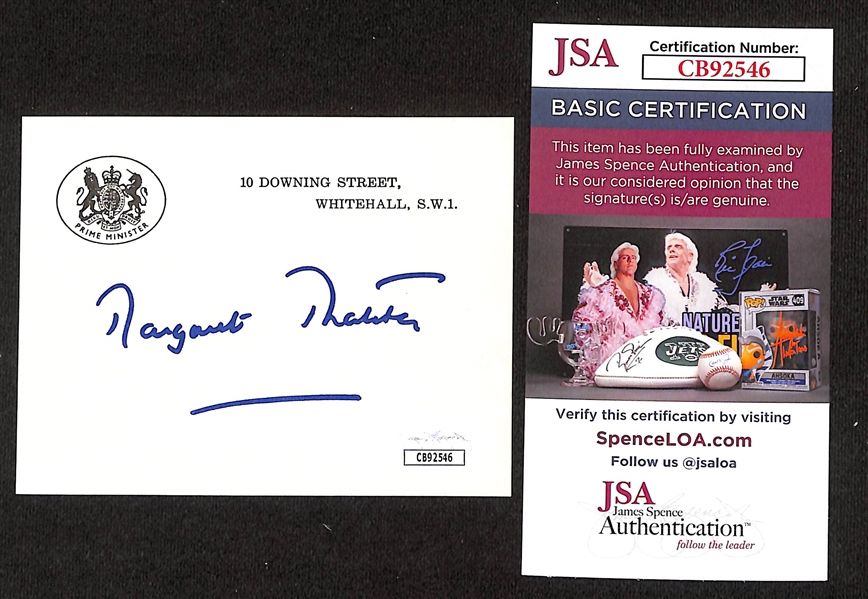 PRIME MINISTER
10 DOWNING STREET,
WHITEHALL, S.W.1.
Margaret Thatcher
CB92546
JSA
Certification Number:
CB92546
BASIC CERTIFICATION
This item has been fully examined by
James Spence Authentication, and
it is our considered opinion that the
signature(s) is/are genuine.
NATURE
JETS
POP!
STAR WARS
409
AHSOKA
Verify this certification by visiting
SpenceLOA.com
Follow us @jsaloa
JSA
James Spence
Authentication™
follow the leader